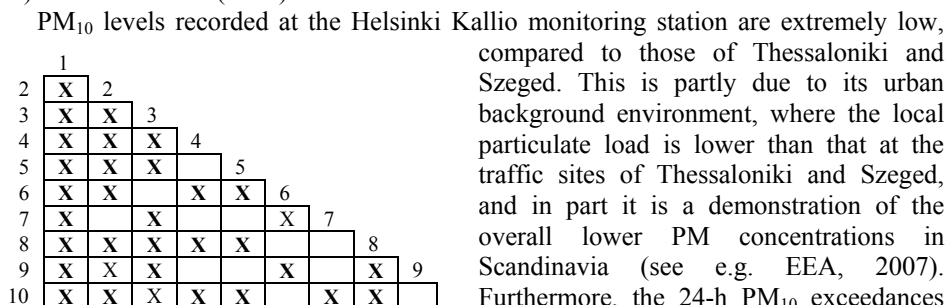 PM₁₀ levels recorded at the Helsinki Kallio monitoring station are extremely low,
1
2 X 2
3 X X 3
4 X X X 4
5 X X X 5
6 X X X X 6
7 X X X 7
8 X X X X X 8
9 X X X X X 9
10 X X X X X X X
compared to those of Thessaloniki and
Szeged. This is partly due to its urban
background environment, where the local
particulate load is lower than that at the
traffic sites of Thessaloniki and Szeged,
and in part it is a demonstration of the
overall lower PM concentrations in
Scandinavia (see e.g. EEA, 2007).
Furthermore, the 24-h PM₁₀ exceedances